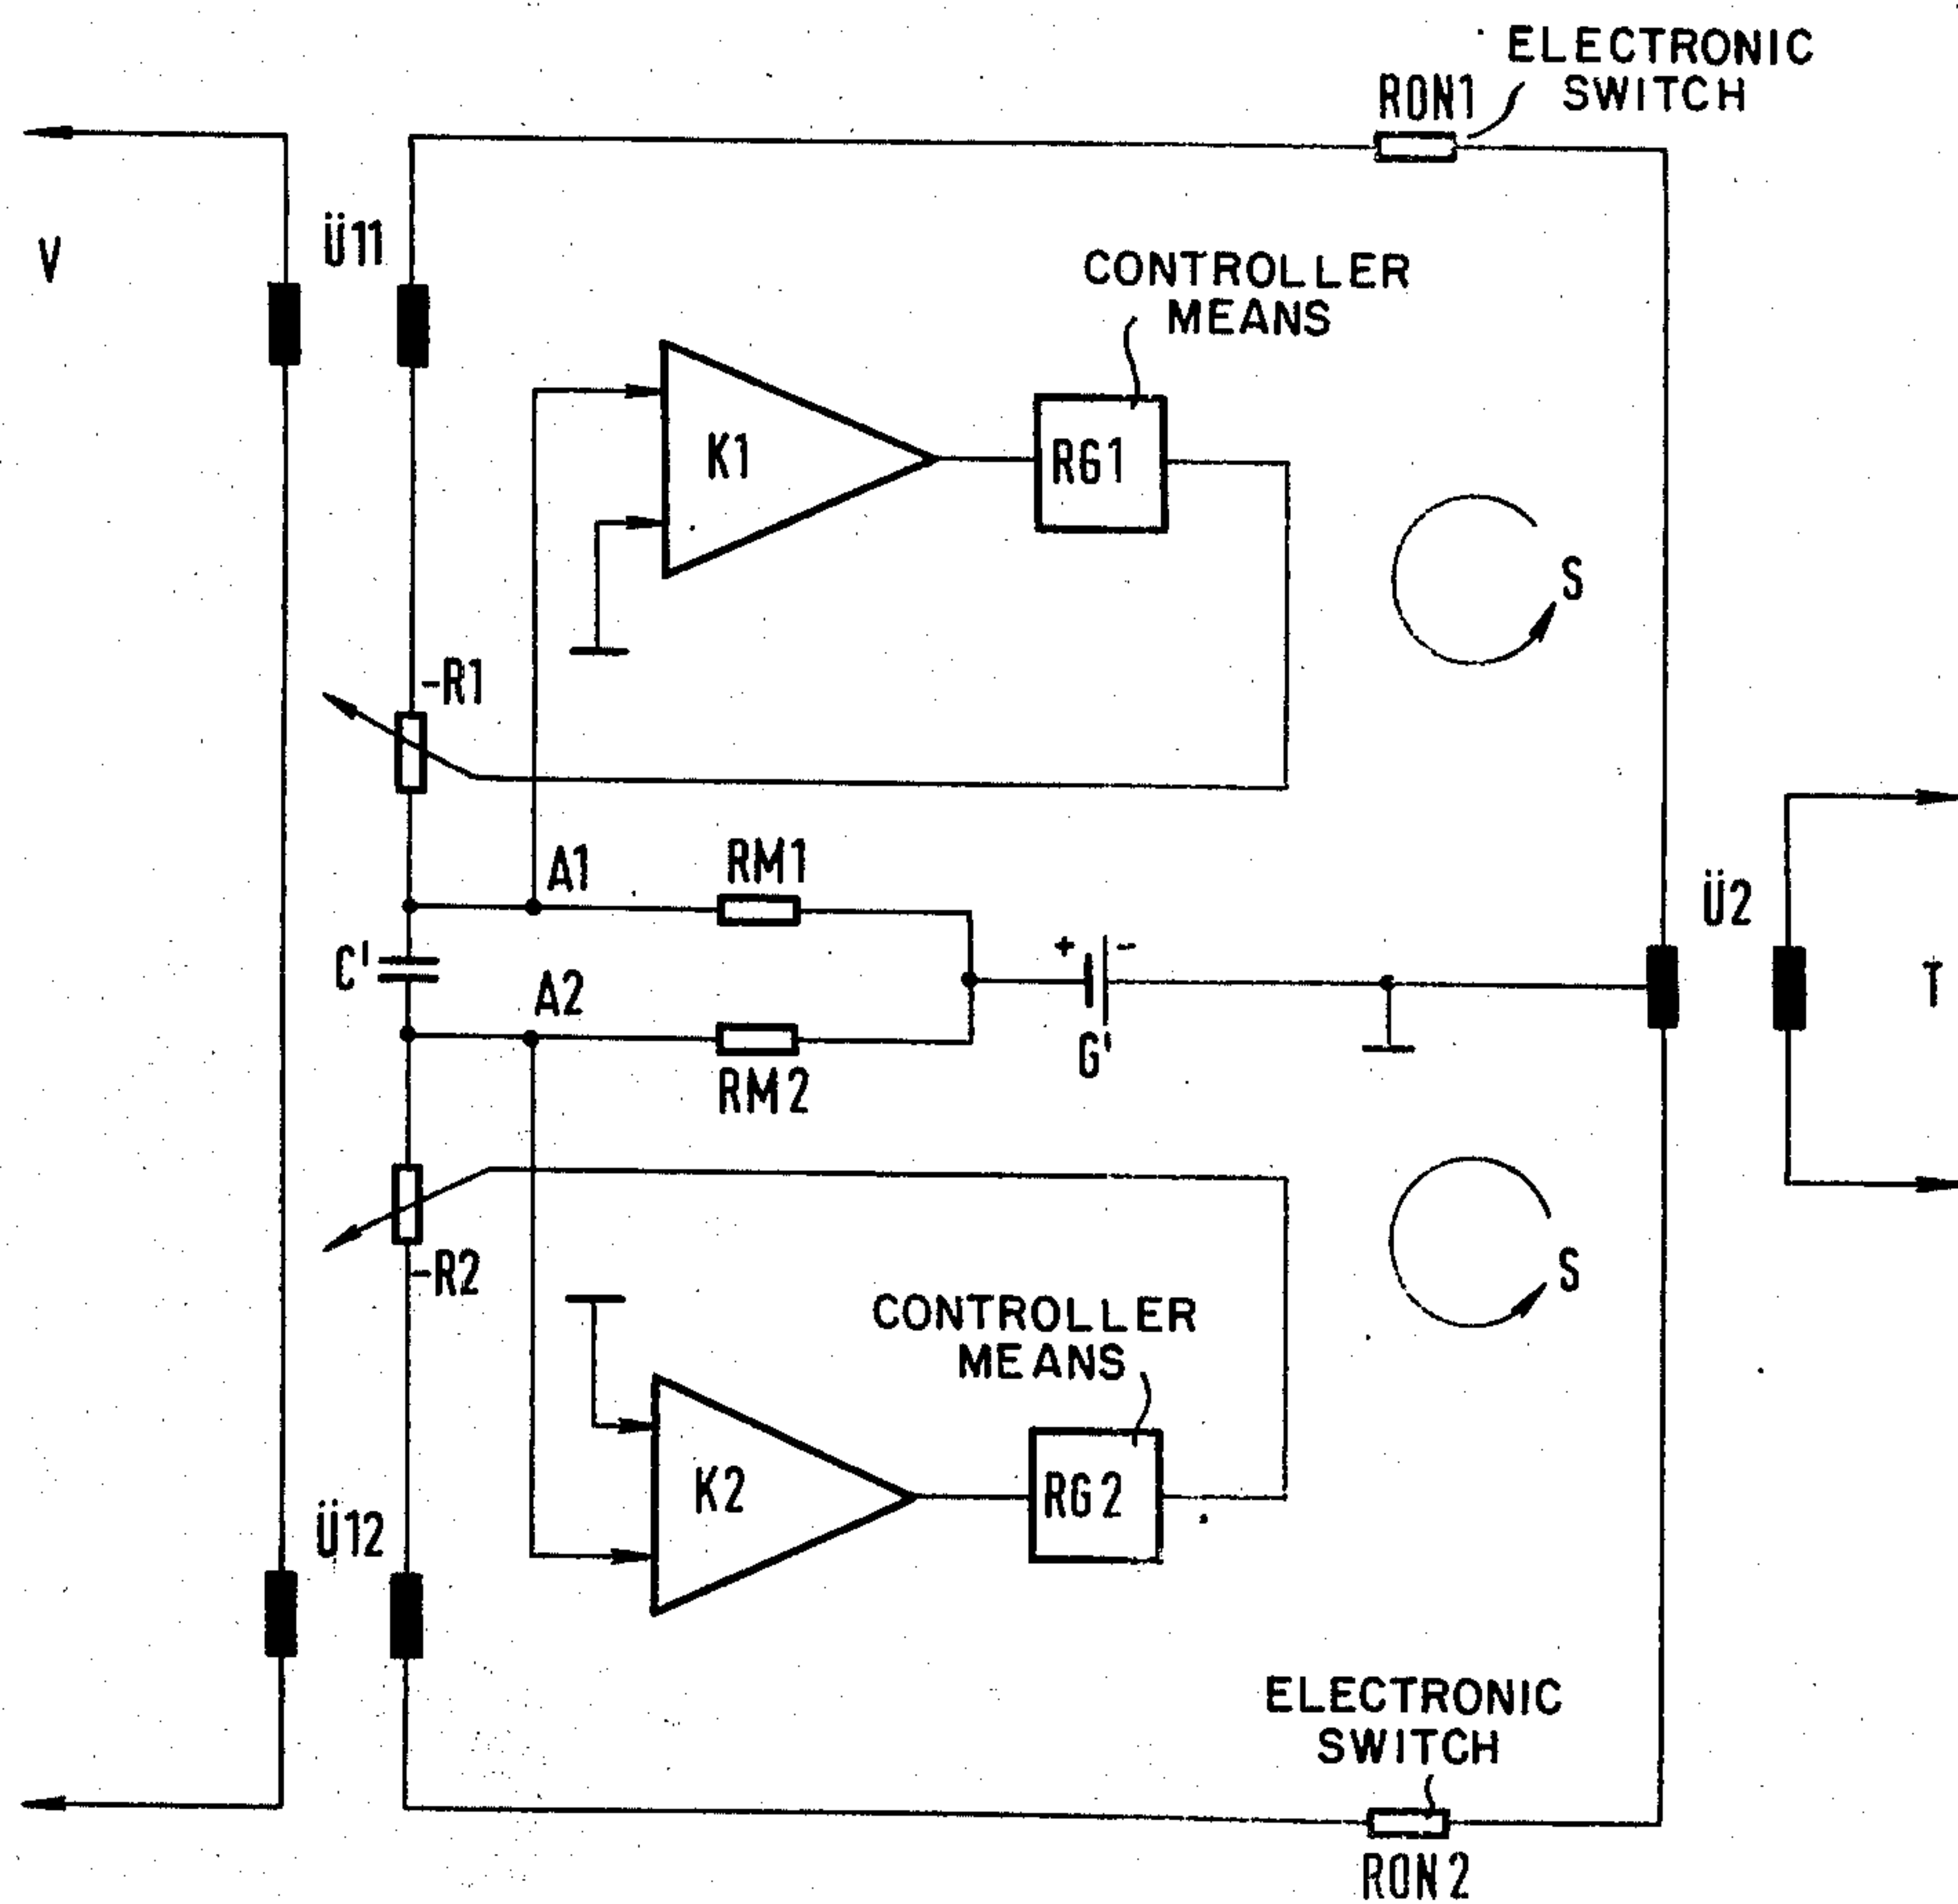 ELECTRONIC
SWITCH
RON1
V
Ü11
CONTROLLER
MEANS
K1
RG1
S
-R1
A1
RM1
Ü2
C'
+
-
A2
G'
T
RM2
-R2
S
CONTROLLER
MEANS
K2
RG2
Ü12
ELECTRONIC
SWITCH
RON2